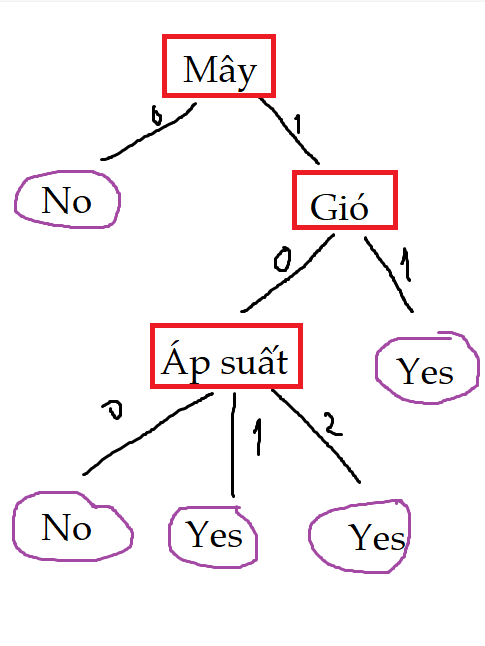 Mây
0 1
No
Gió
0 1
Áp suất
Yes
0 1 2
No
Yes
Yes